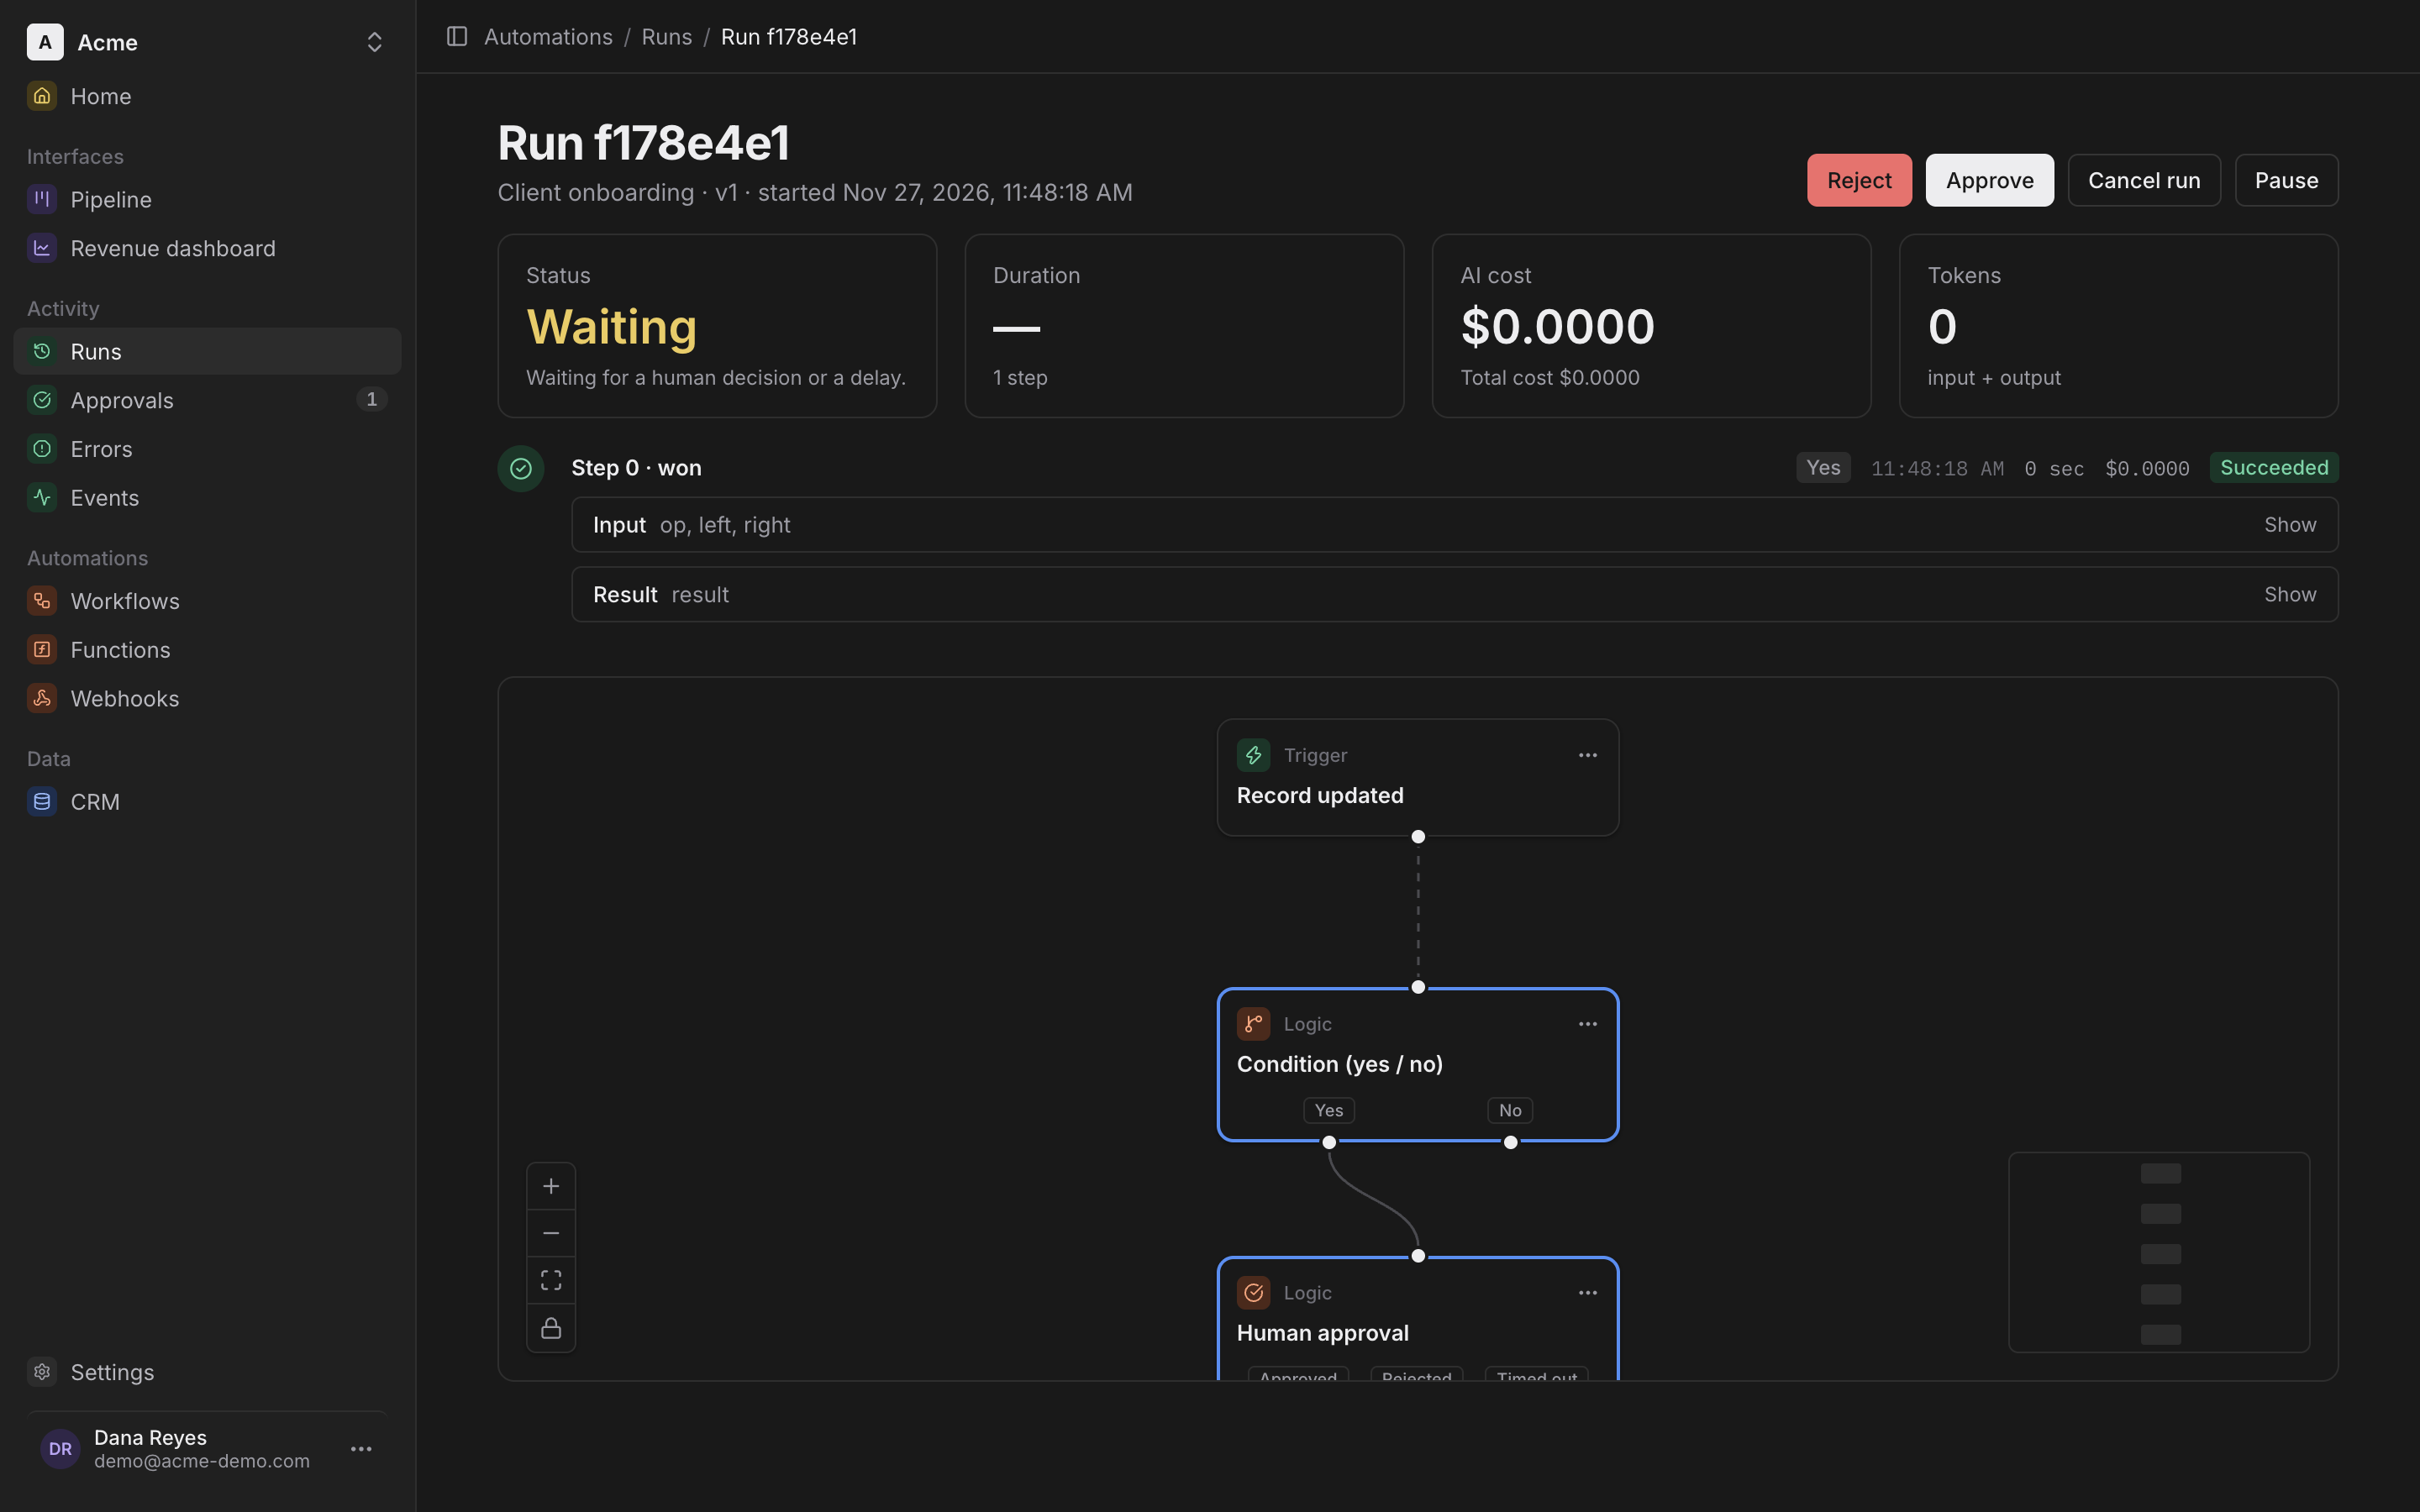 A Acme
Home
Interfaces
Pipeline
Revenue dashboard
Activity
Runs
Approvals 1
Errors
Events
Automations
Workflows
Functions
Webhooks
Data
CRM
Settings
DR Dana Reyes
demo@acme-demo.com
Automations / Runs / Run f178e4e1
Run f178e4e1
Client onboarding · v1 · started Nov 27, 2026, 11:48:18 AM
Reject Approve Cancel run Pause
Status
Waiting
Waiting for a human decision or a delay.
Duration
—
1 step
AI cost
$0.0000
Total cost $0.0000
Tokens
0
input + output
Step 0 · won Yes 11:48:18 AM 0 sec $0.0000 Succeeded
Input op, left, right Show
Result result Show
Trigger
Record updated
Logic
Condition (yes / no)
Yes No
Logic
Human approval
Approved Rejected Timed out